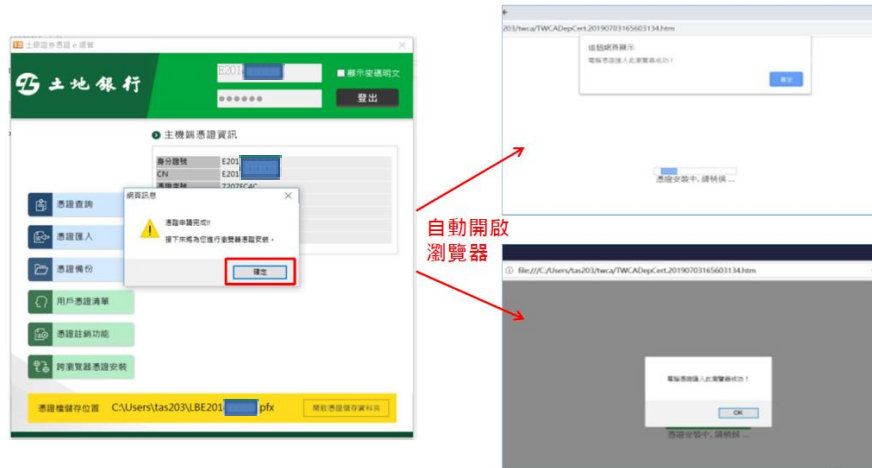 土銀證券憑證e總管
土地銀行
E201
顯示密碼明文
登出
主機端憑證資訊
身分證號 E201
CN E201
憑證序號 7207FC4C
憑證查詢
憑證匯入
憑證備份
用戶憑證清單
憑證註銷功能
跨瀏覽器憑證安裝
網頁訊息
憑證申請完成!!
接下來將為您進行瀏覽器憑證安裝。
確定
憑證檔儲存位置 C:\Users\tas203\LBE201 pfx
開啟憑證儲存資料夾
自動開啟
瀏覽器
203/twca/TWCADepCert.20190703165603134.htm
這個網頁顯示
電腦憑證匯入此瀏覽器成功！
確定
憑證安裝中, 請稍候 ...
file:///C:/Users/tas203/twca/TWCADepCert.20190703165603134.htm
電腦憑證匯入此瀏覽器成功！
OK
憑證安裝中, 請稍候 ...